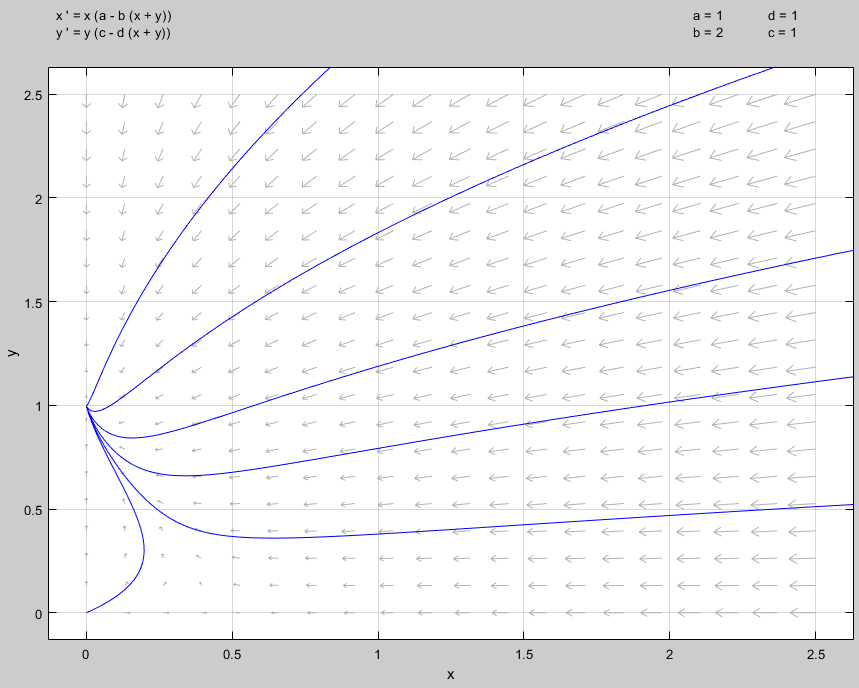 x ' = x (a - b (x + y)) a = 1 d = 1
y ' = y (c - d (x + y)) b = 2 c = 1
2.5
2
1.5
y
1
0.5
0
0 0.5 1 1.5 2 2.5
x